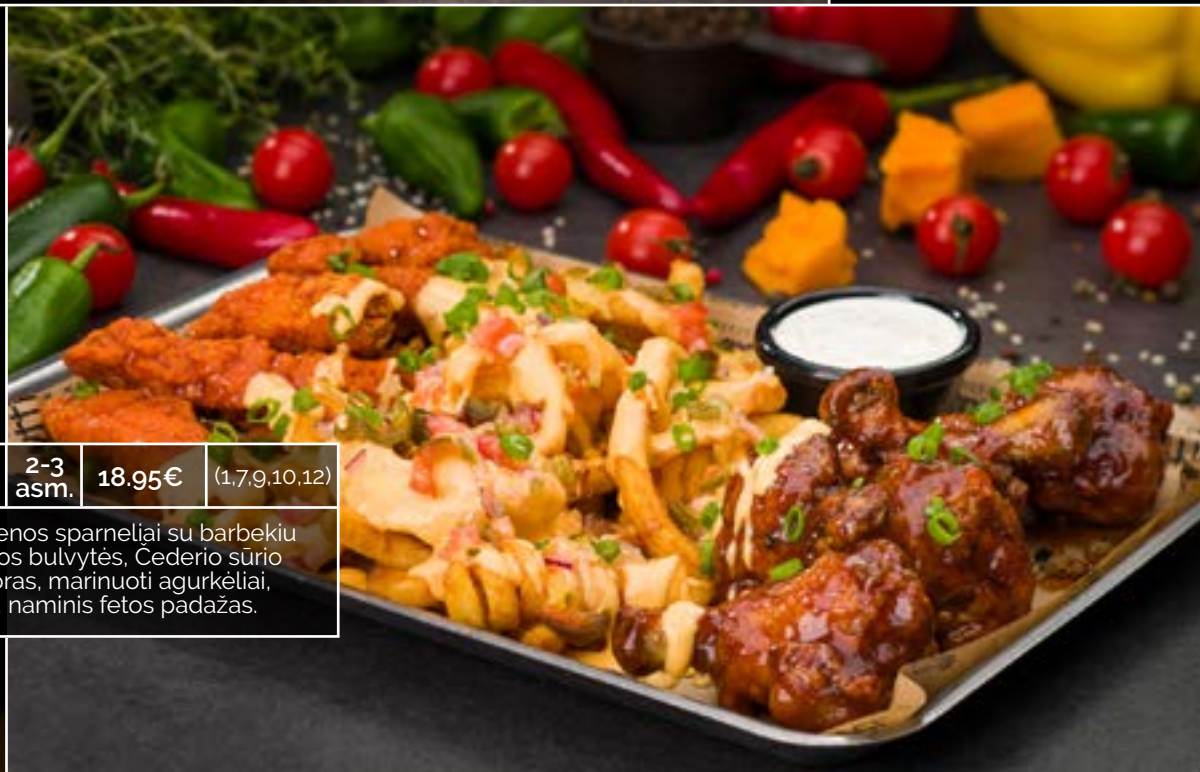 2-3
asm.
18.95€
(1,7,9,10,12)
enos sparneliai su barbekiu
os bulvytės, Čederio sūrio
oras, marinuoti agurkėliai,
naminis fetos padažas.